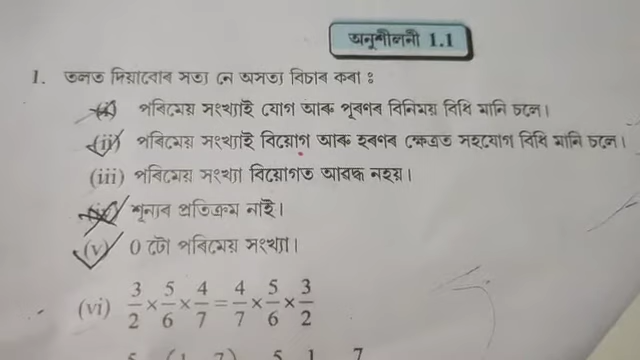 অনুশীলনী 1.1
1. তলত দিয়াবোৰ সত্য নে অসত্য বিচাৰ কৰা ঃ
(i) পৰিমেয় সংখ্যাই যোগ আৰু পূৰণৰ বিনিময় বিধি মানি চলে।
(ii) পৰিমেয় সংখ্যাই বিয়োগ আৰু হৰণৰ ক্ষেত্ৰত সহযোগ বিধি মানি চলে।
(iii) পৰিমেয় সংখ্যা বিয়োগত আবদ্ধ নহয়।
(iv) শূন্যৰ প্ৰতিক্ৰম নাই।
(v) 0 টো পৰিমেয় সংখ্যা।
(vi) 3/2 × 5/6 × 4/7 = 4/7 × 5/6 × 3/2